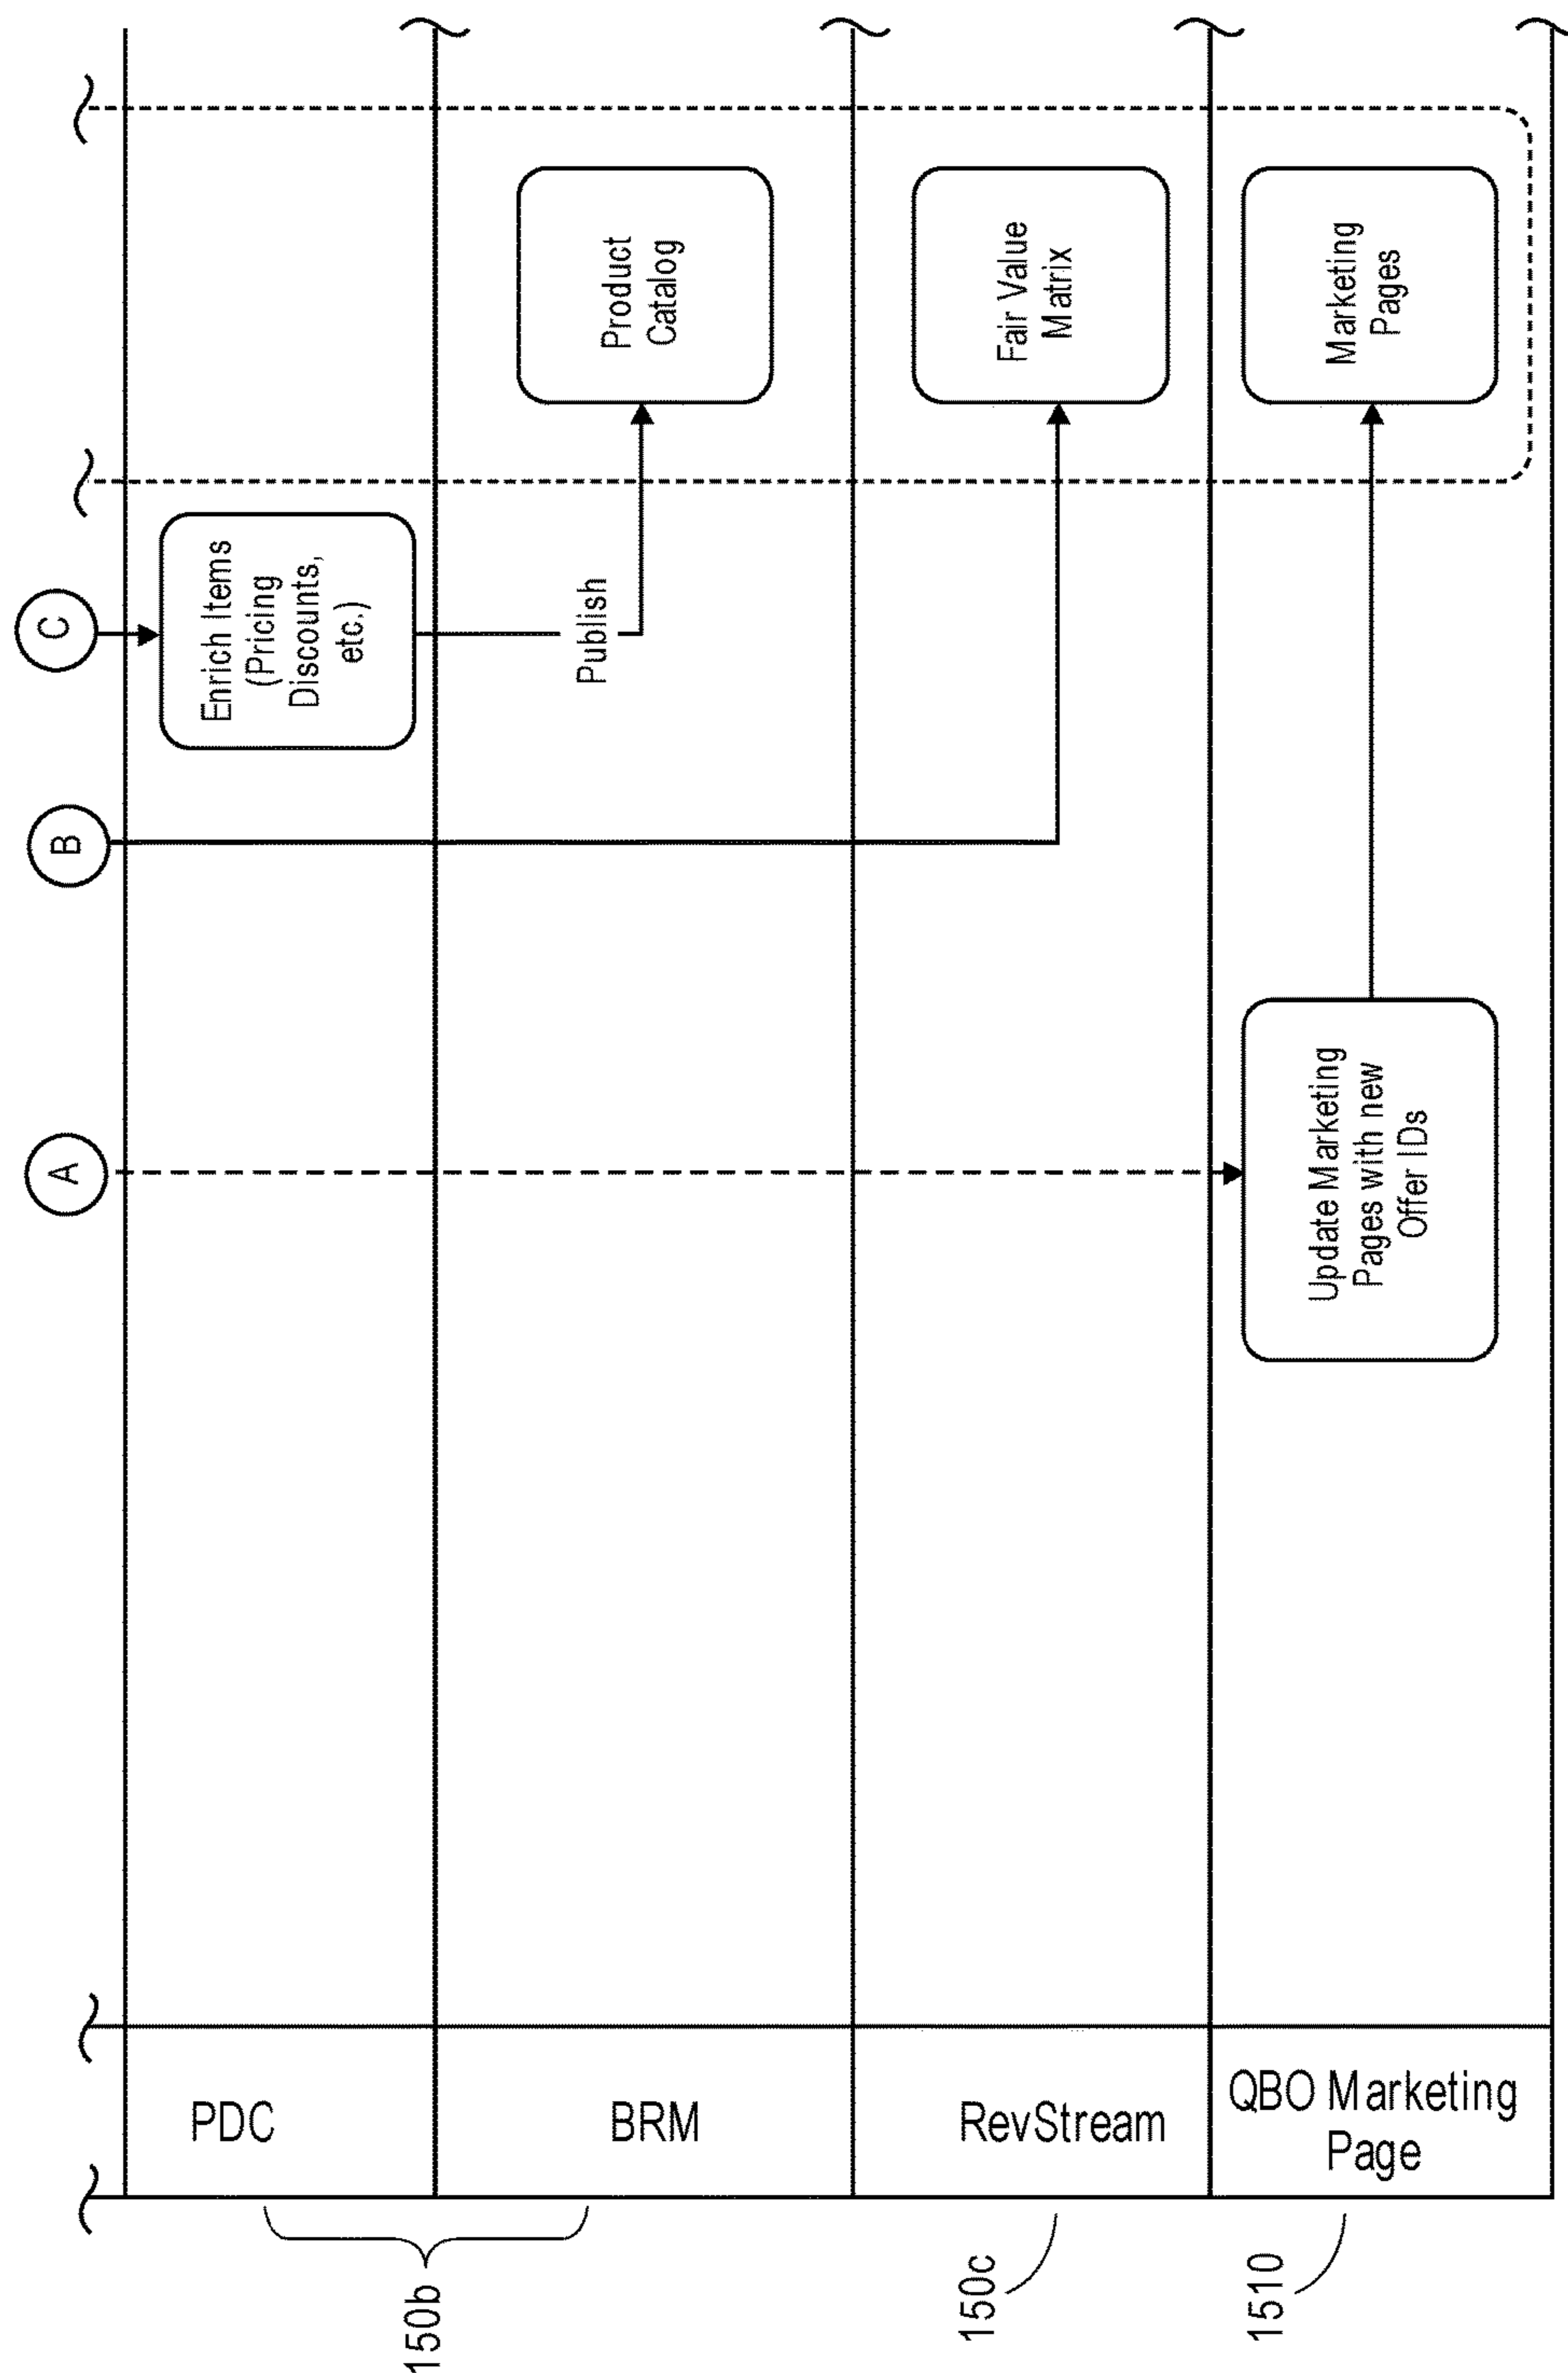 A
B
C
150b
PDC
Enrich Items
(Pricing
Discounts,
etc.)
BRM
Publish
Product
Catalog
150c
RevStream
Fair Value
Matrix
1510
QBO Marketing
Page
Update Marketing
Pages with new
Offer IDs
Marketing
Pages